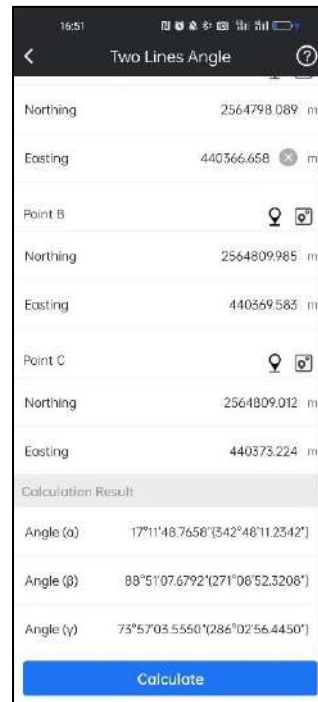 16:51
Two Lines Angle
Northing 2564798.089 m
Easting 440366.658 m
Point B
Northing 2564809.985 m
Easting 440369.583 m
Point C
Northing 2564809.012 m
Easting 440373.224 m
Calculation Result
Angle (α) 17°11'48.7658"(342°48'11.2342")
Angle (β) 88°51'07.6792"(271°08'52.3208")
Angle (γ) 73°57'03.5550"(286°02'56.4450")
Calculate